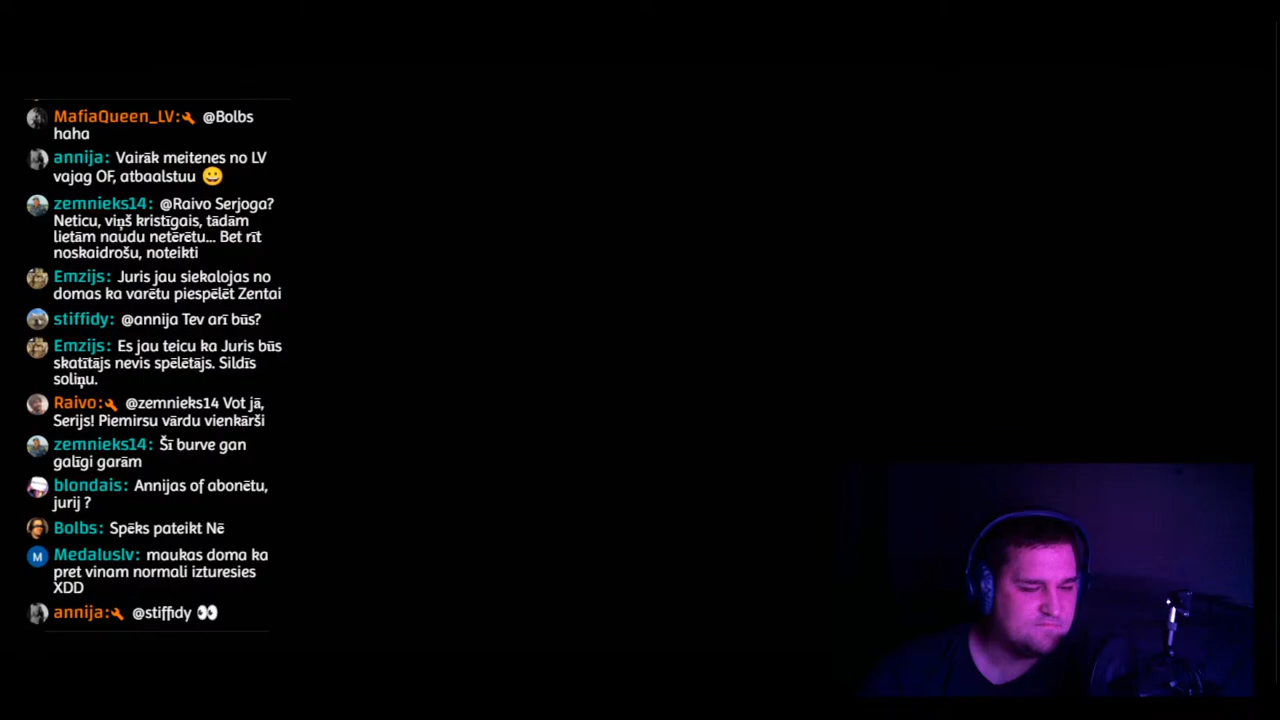 MafiaQueen_LV: @Bolbs
haha
annija: Vairāk meitenes no LV
vajag OF, atbaalstuu 😀
zemnieks14: @Raivo Serjoga?
Neticu, viņš kristīgais, tādām
lietām naudu netērētu... Bet rīt
noskaidrošu, noteikti
Emzijs: Juris jau siekalojas no
domas ka varētu piespēlēt Zentai
stiffidy: @annija Tev arī būs?
Emzijs: Es jau teicu ka Juris būs
skatītājs nevis spēlētājs. Sildīs
soliņu.
Raivo: @zemnieks14 Vot jā,
Serijs! Piemirsu vārdu vienkārši
zemnieks14: Šī burve gan
galīgi garām
blondais: Annijas of abonētu,
jurij ?
Bolbs: Spēks pateikt Nē
M Medaluslv: maukas doma ka
pret vinam normali izturesies
XDD
annija: @stiffidy 👀